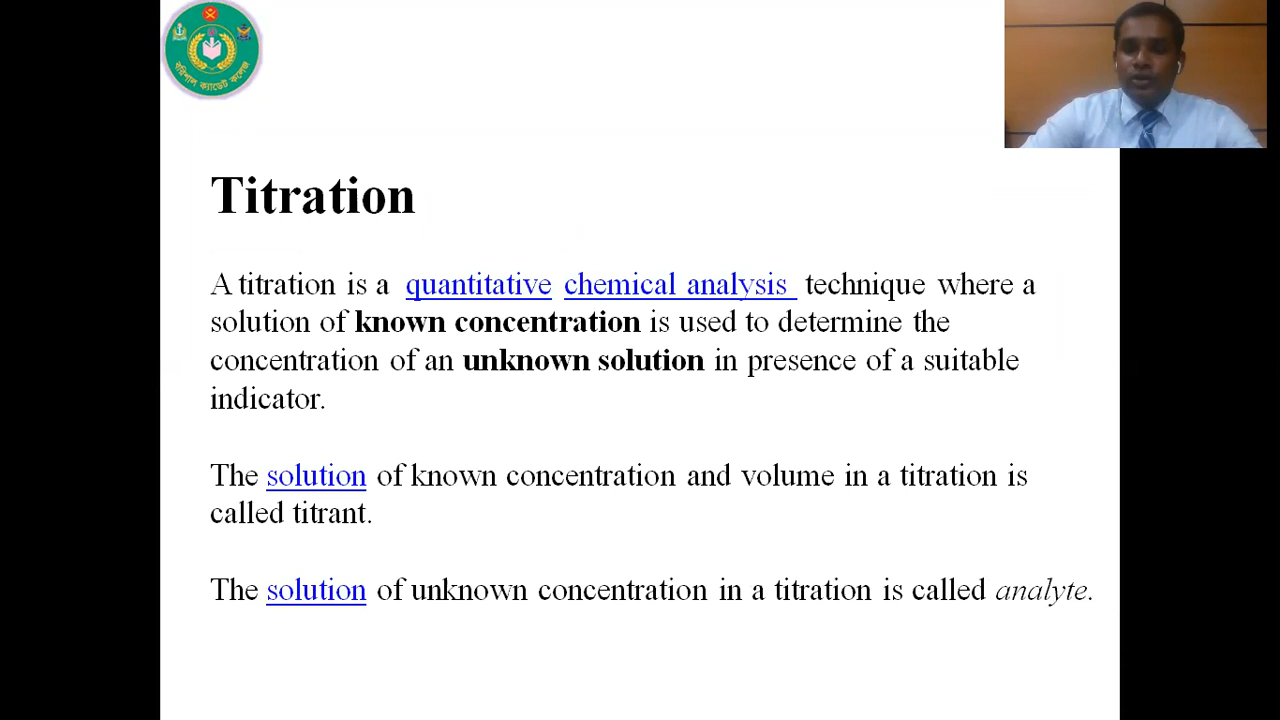 বরিশাল ক্যাডেট কলেজ
Titration
A titration is a quantitative chemical analysis technique where a
solution of known concentration is used to determine the
concentration of an unknown solution in presence of a suitable
indicator.
The solution of known concentration and volume in a titration is
called titrant.
The solution of unknown concentration in a titration is called analyte.